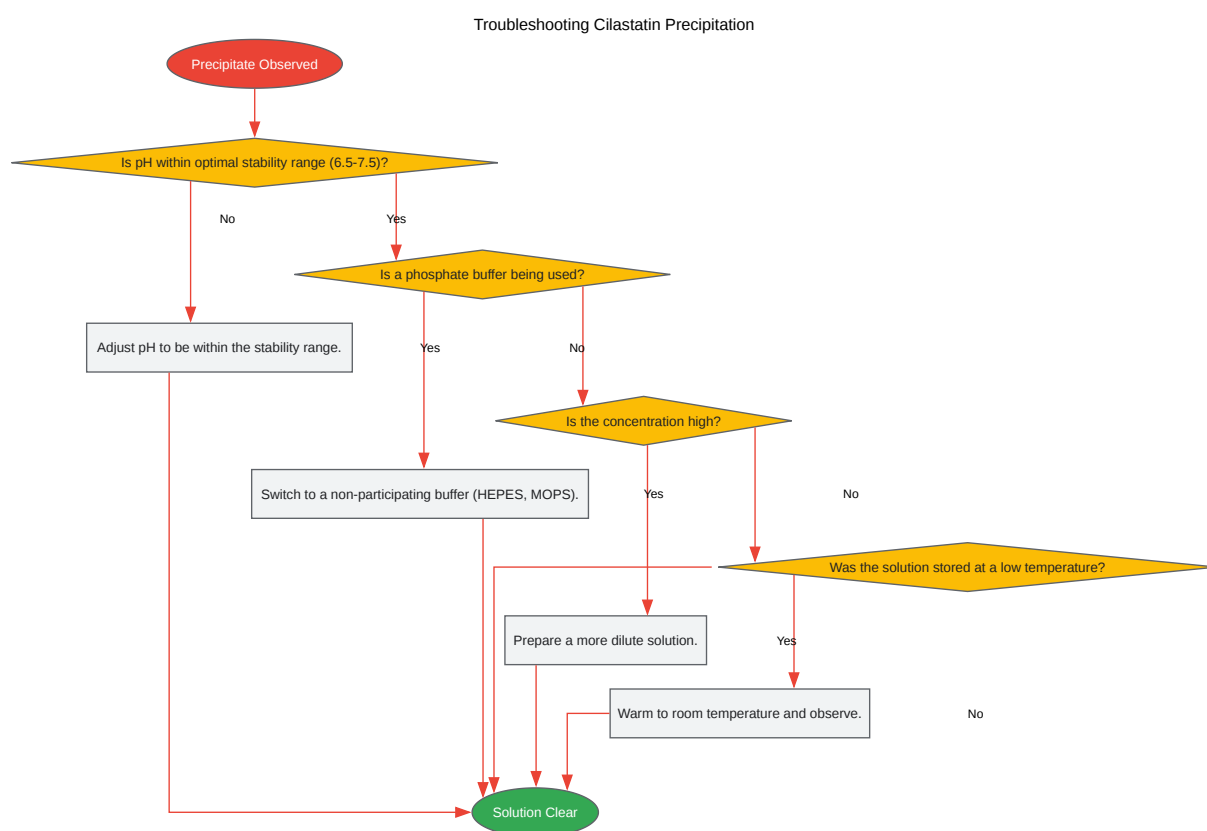 Troubleshooting Cilastatin Precipitation
Precipitate Observed
Is pH within optimal stability range (6.5-7.5)?
No
Yes
Is a phosphate buffer being used?
Adjust pH to be within the stability range.
Yes
No
Is the concentration high?
Switch to a non-participating buffer (HEPES, MOPS).
Yes
No
Was the solution stored at a low temperature?
Prepare a more dilute solution.
Yes
Warm to room temperature and observe.
No
Solution Clear